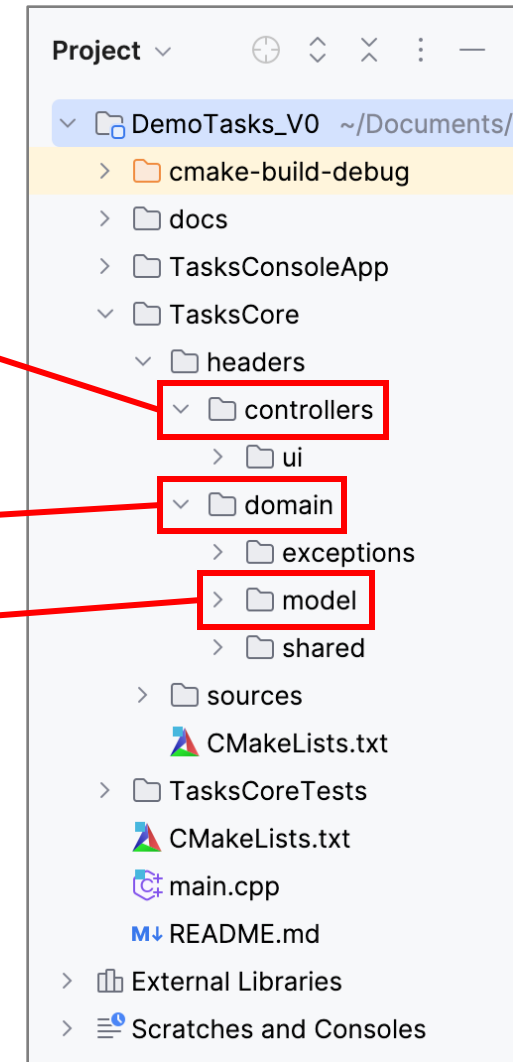 Project
DemoTasks_V0 ~/Documents/
cmake-build-debug
docs
TasksConsoleApp
TasksCore
headers
controllers
ui
domain
exceptions
model
shared
sources
CMakeLists.txt
TasksCoreTests
CMakeLists.txt
C++ main.cpp
M↓ README.md
External Libraries
Scratches and Consoles